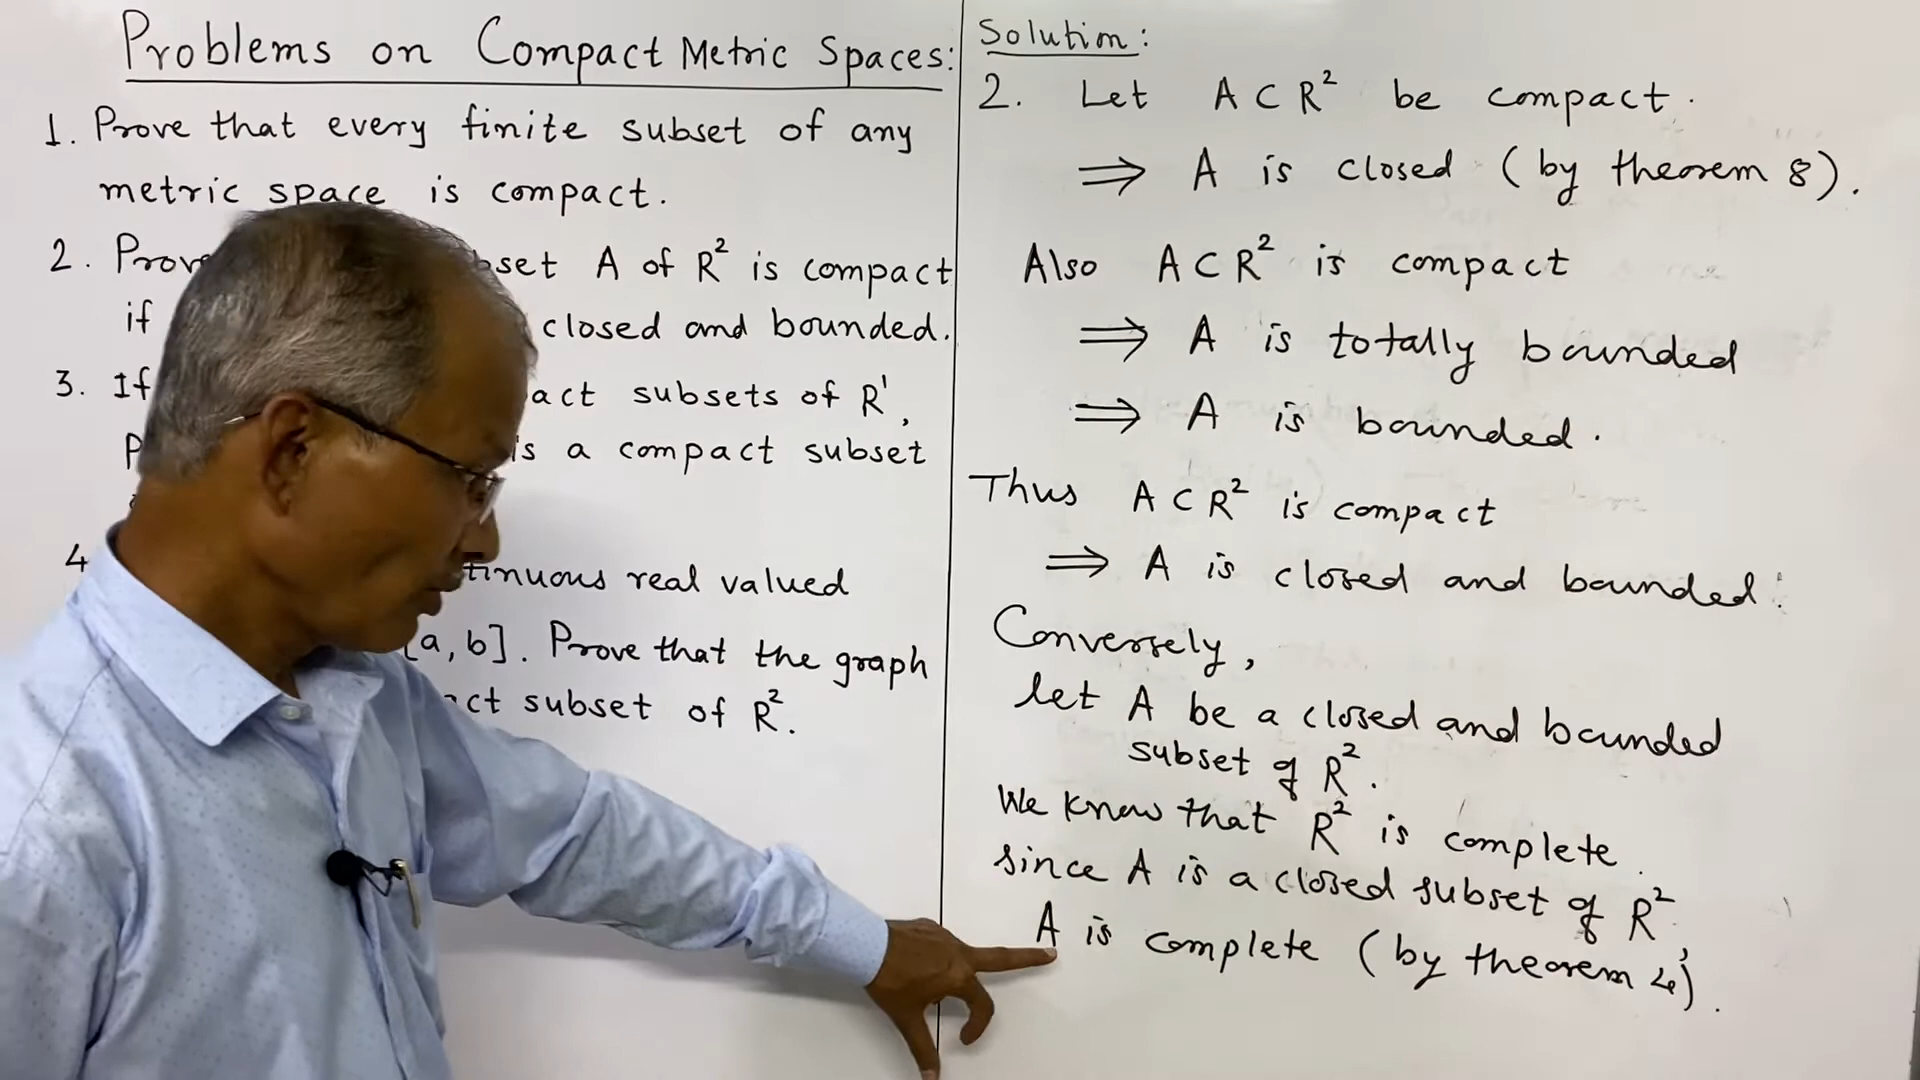 Problems on Compact Metric Spaces:
1. Prove that every finite subset of any
metric space is compact.
2. Prove bset A of R² is compact
if closed and bounded.
3. If act subsets of R',
P is a compact subset
4
tinuous real valued
[a, b]. Prove that the graph
ct subset of R².
Solution:
2. Let A ⊂ R² be compact.
⟹ A is closed (by theorem 8).
Also A ⊂ R² is compact
⟹ A is totally bounded
⟹ A is bounded.
Thus A ⊂ R² is compact
⟹ A is closed and bounded.
Conversely,
let A be a closed and bounded
subset of R².
We know that R² is complete.
since A is a closed subset of R²,
A is complete (by theorem 4).